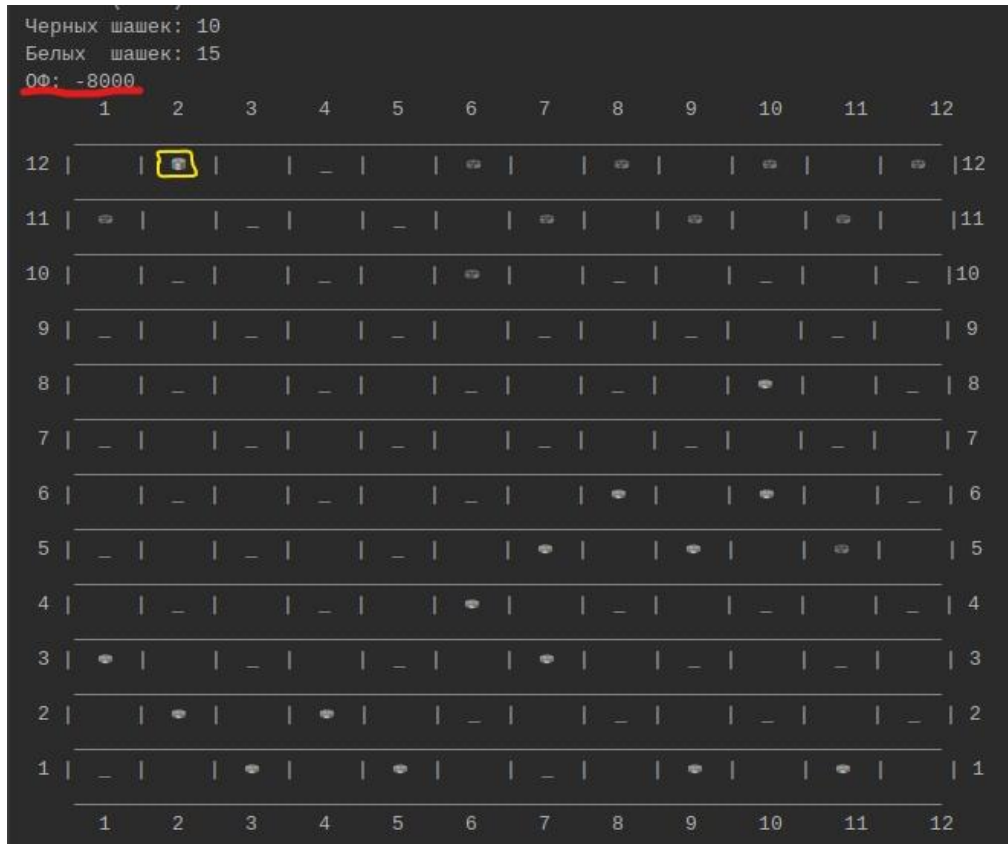 Черных шашек: 10
Белых шашек: 15
ОФ: -8000
1 2 3 4 5 6 7 8 9 10 11 12
12 | | ⛃ | | _ | | ⛂ | | ⛂ | | ⛂ | | ⛂ |12
11 | ⛂ | | _ | | _ | | ⛂ | | ⛂ | | ⛂ | |11
10 | | _ | | _ | | ⛂ | | _ | | _ | | _ |10
9 | _ | | _ | | _ | | _ | | _ | | _ | | 9
8 | | _ | | _ | | _ | | _ | | ⛂ | | _ | 8
7 | _ | | _ | | _ | | _ | | _ | | _ | | 7
6 | | _ | | _ | | _ | | ⛂ | | ⛂ | | _ | 6
5 | _ | | _ | | _ | | ⛂ | | ⛂ | | ⛂ | | 5
4 | | _ | | _ | | ⛂ | | _ | | _ | | _ | 4
3 | ⛂ | | _ | | _ | | ⛂ | | _ | | _ | | 3
2 | | ⛂ | | ⛂ | | _ | | _ | | _ | | _ | 2
1 | _ | | ⛂ | | ⛂ | | _ | | ⛂ | | ⛂ | | 1
1 2 3 4 5 6 7 8 9 10 11 12